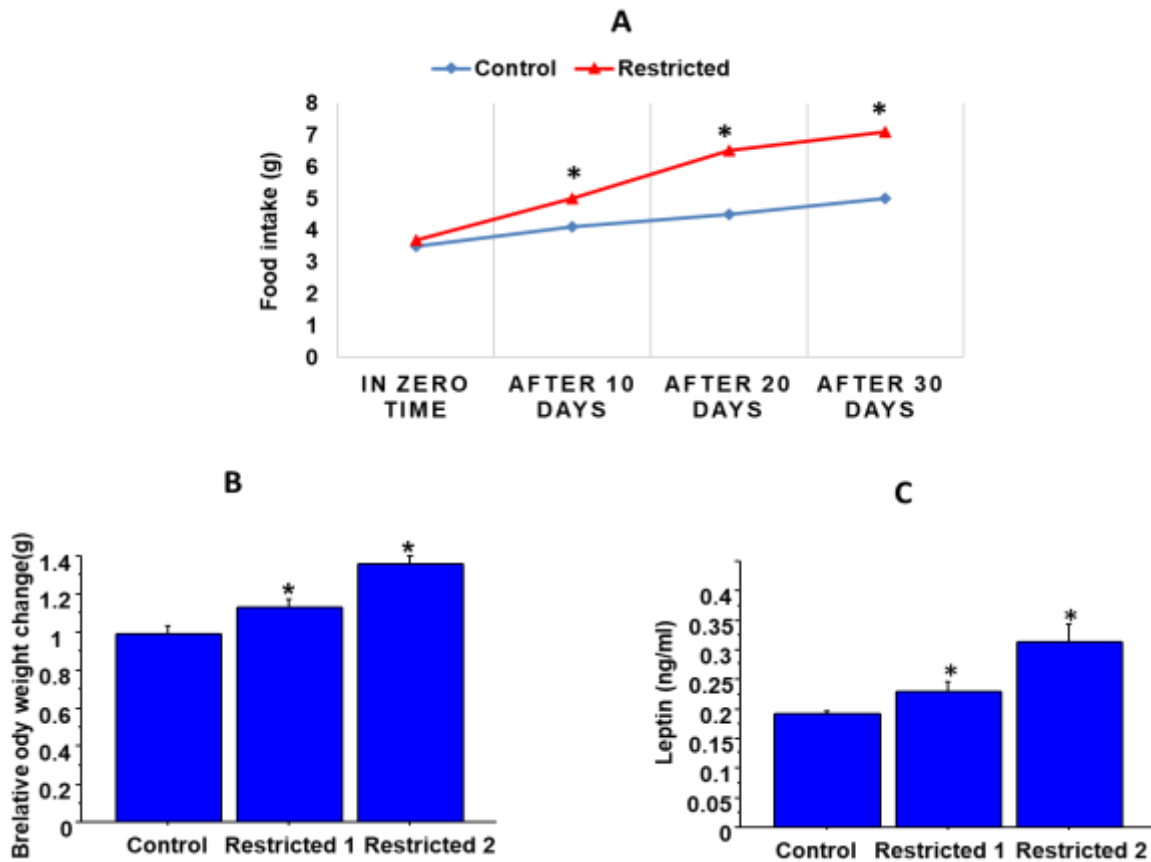 A
Control Restricted
Food intake (g)
8
7
6
5
4
3
2
1
0
*
*
*
IN ZERO TIME
AFTER 10 DAYS
AFTER 20 DAYS
AFTER 30 DAYS
B
Brelative ody weight change(g)
1.4
1.2
1
0.8
0.6
0.4
0.2
0
*
*
Control Restricted 1 Restricted 2
C
Leptin (ng/ml)
0.4
0.35
0.3
0.25
0.2
0.15
0.1
0.05
0
*
*
Control Restricted 1 Restricted 2